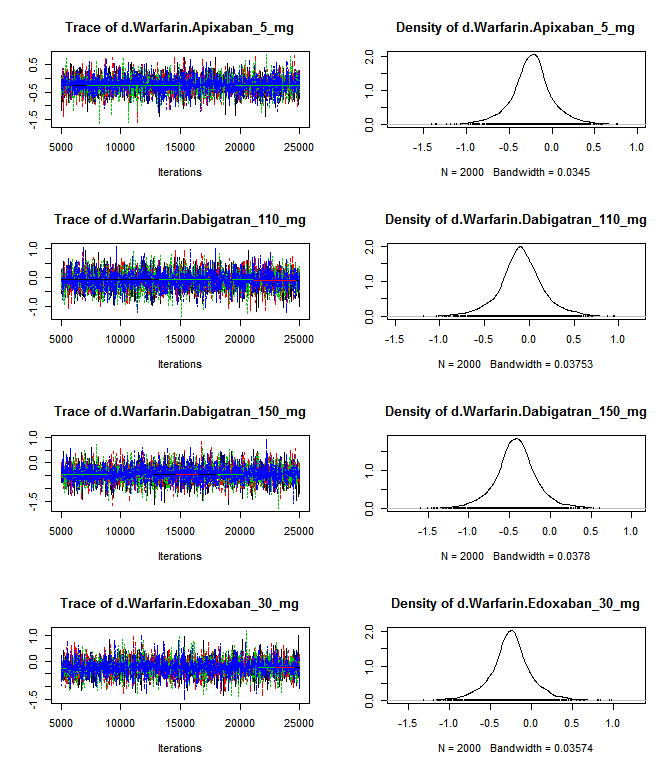 Trace of d.Warfarin.Apixaban_5_mg
Density of d.Warfarin.Apixaban_5_mg
0.5
-0.5
-1.5
5000 10000 15000 20000 25000
Iterations
2.0
1.0
0.0
-1.5 -1.0 -0.5 0.0 0.5 1.0
N = 2000 Bandwidth = 0.0345
Trace of d.Warfarin.Dabigatran_110_mg
Density of d.Warfarin.Dabigatran_110_mg
1.0
0.0
-1.0
5000 10000 15000 20000 25000
Iterations
2.0
1.0
0.0
-1.5 -1.0 -0.5 0.0 0.5 1.0
N = 2000 Bandwidth = 0.03753
Trace of d.Warfarin.Dabigatran_150_mg
Density of d.Warfarin.Dabigatran_150_mg
1.0
0.0
-1.5
5000 10000 15000 20000 25000
Iterations
1.0
0.0
-1.5 -1.0 -0.5 0.0 0.5 1.0
N = 2000 Bandwidth = 0.0378
Trace of d.Warfarin.Edoxaban_30_mg
Density of d.Warfarin.Edoxaban_30_mg
1.0
0.0
-1.5
5000 10000 15000 20000 25000
Iterations
2.0
1.0
0.0
-1.5 -1.0 -0.5 0.0 0.5 1.0
N = 2000 Bandwidth = 0.03574